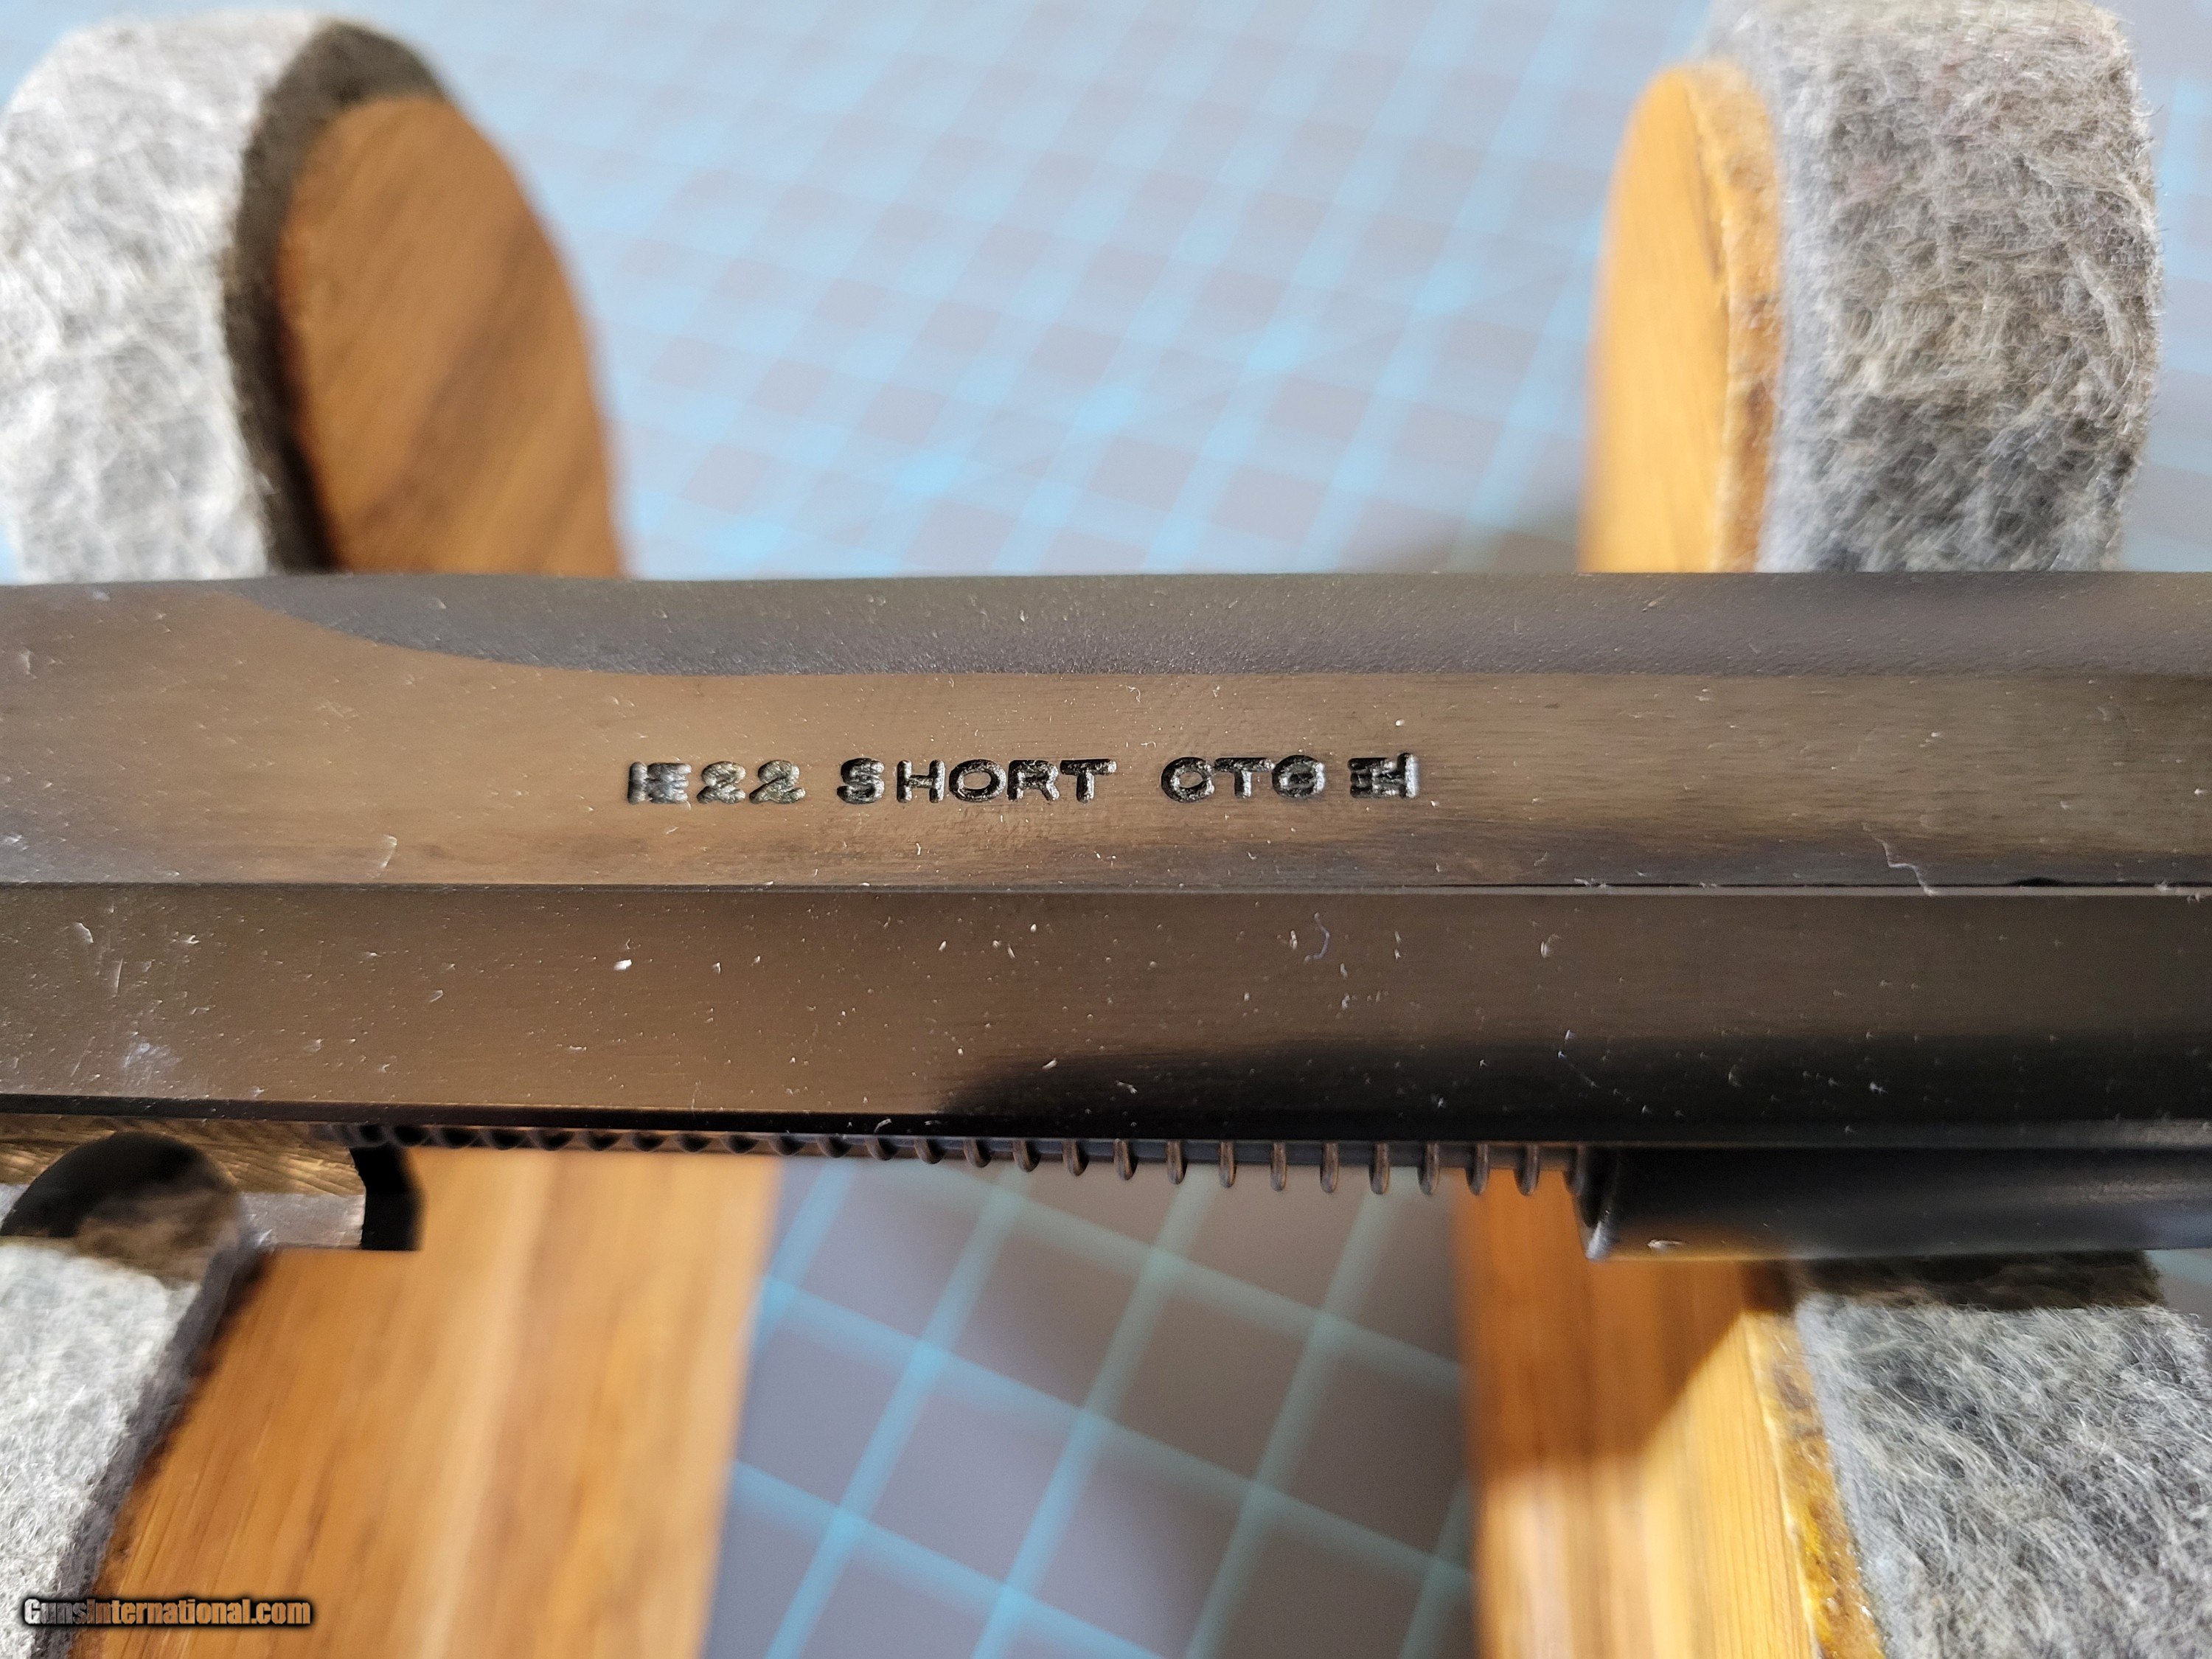 22 SHORT CTG
GunsInternational.com